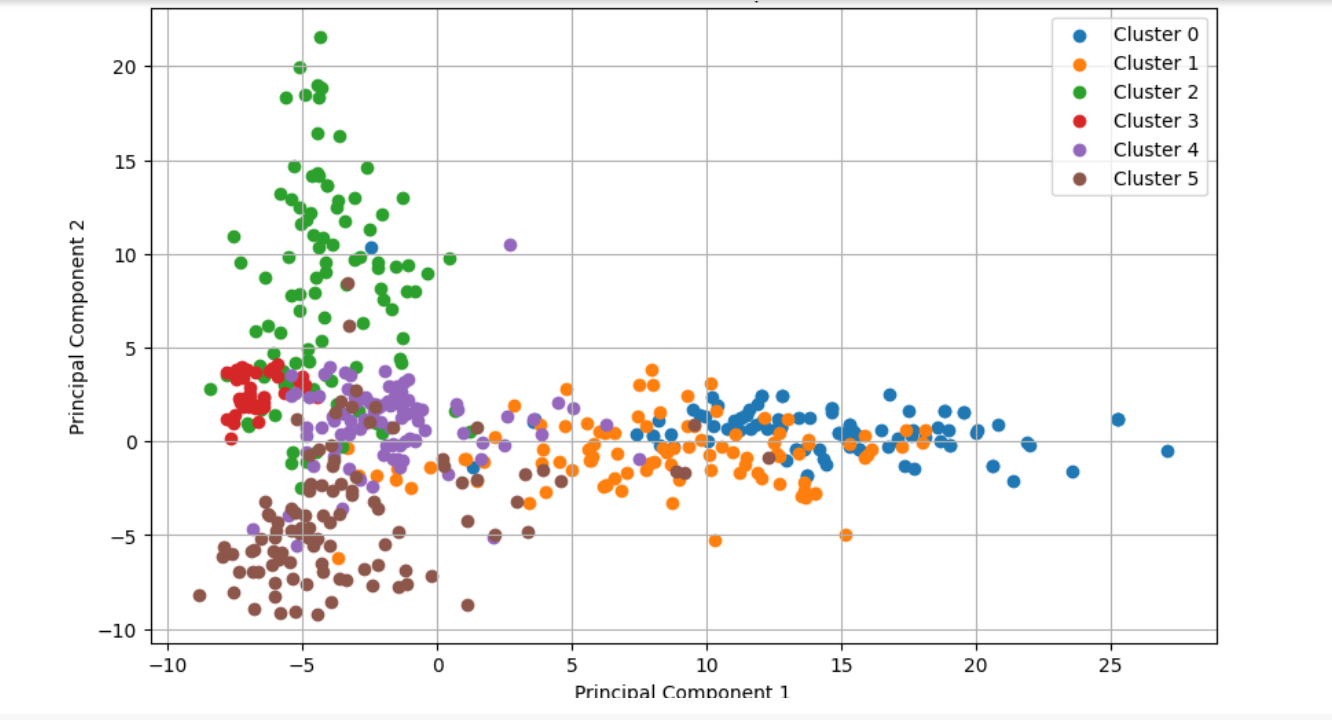 Cluster 0
Cluster 1
Cluster 2
Cluster 3
Cluster 4
Cluster 5
20
15
10
5
0
−5
−10
Principal Component 2
−10
−5
0
5
10
15
20
25
Principal Component 1